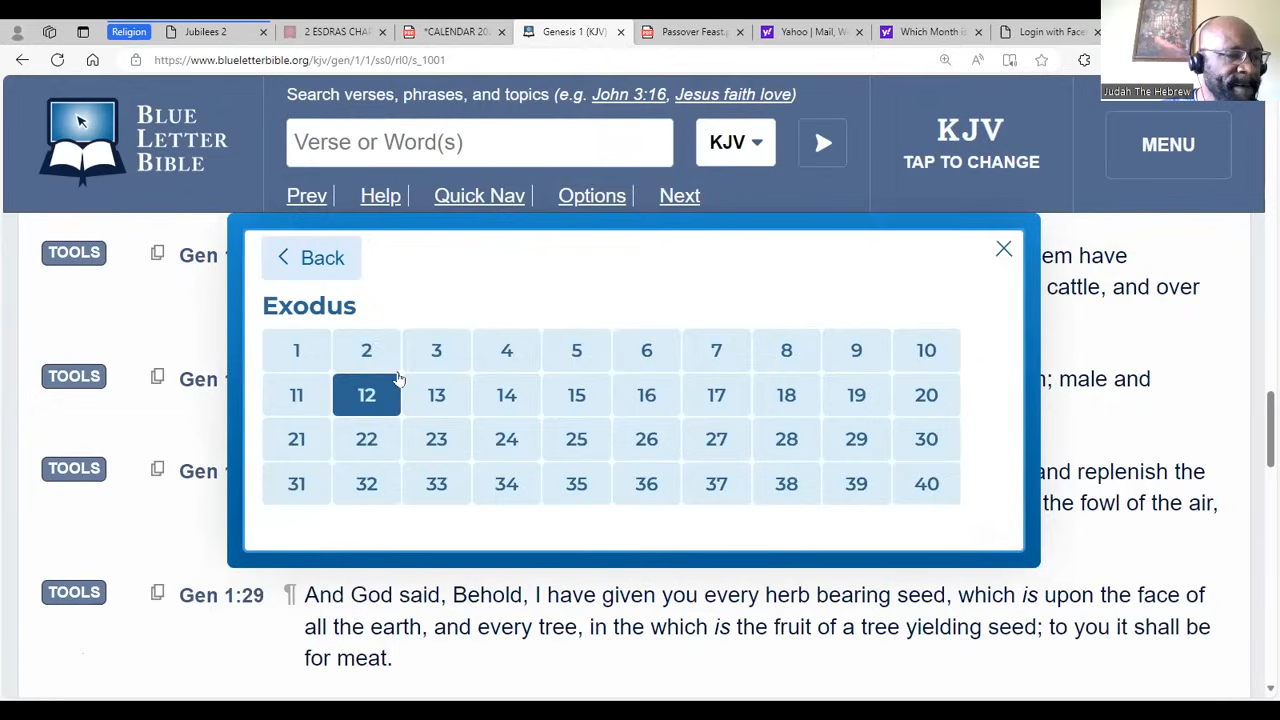 Religion
Jubilees 2
2 ESDRAS CHA
*CALENDAR 20
Genesis 1 (KJV)
Passover Feast
Yahoo | Mail, W
Which Month is
Login with Face
https://www.blueletterbible.org/kjv/gen/1/1/ss0/rl0/s_1001
Judah The Hebrew
BLUE
LETTER
BIBLE
Search verses, phrases, and topics (e.g. John 3:16, Jesus faith love)
Verse or Word(s)
KJV
KJV
TAP TO CHANGE
MENU
Prev | Help | Quick Nav | Options | Next
TOOLS Gen em have
cattle, and over
Back
Exodus
1 2 3 4 5 6 7 8 9 10
11 12 13 14 15 16 17 18 19 20
21 22 23 24 25 26 27 28 29 30
31 32 33 34 35 36 37 38 39 40
TOOLS Gen ; male and
TOOLS Gen and replenish the
the fowl of the air,
TOOLS Gen 1:29 ¶ And God said, Behold, I have given you every herb bearing seed, which is upon the face of
all the earth, and every tree, in the which is the fruit of a tree yielding seed; to you it shall be
for meat.